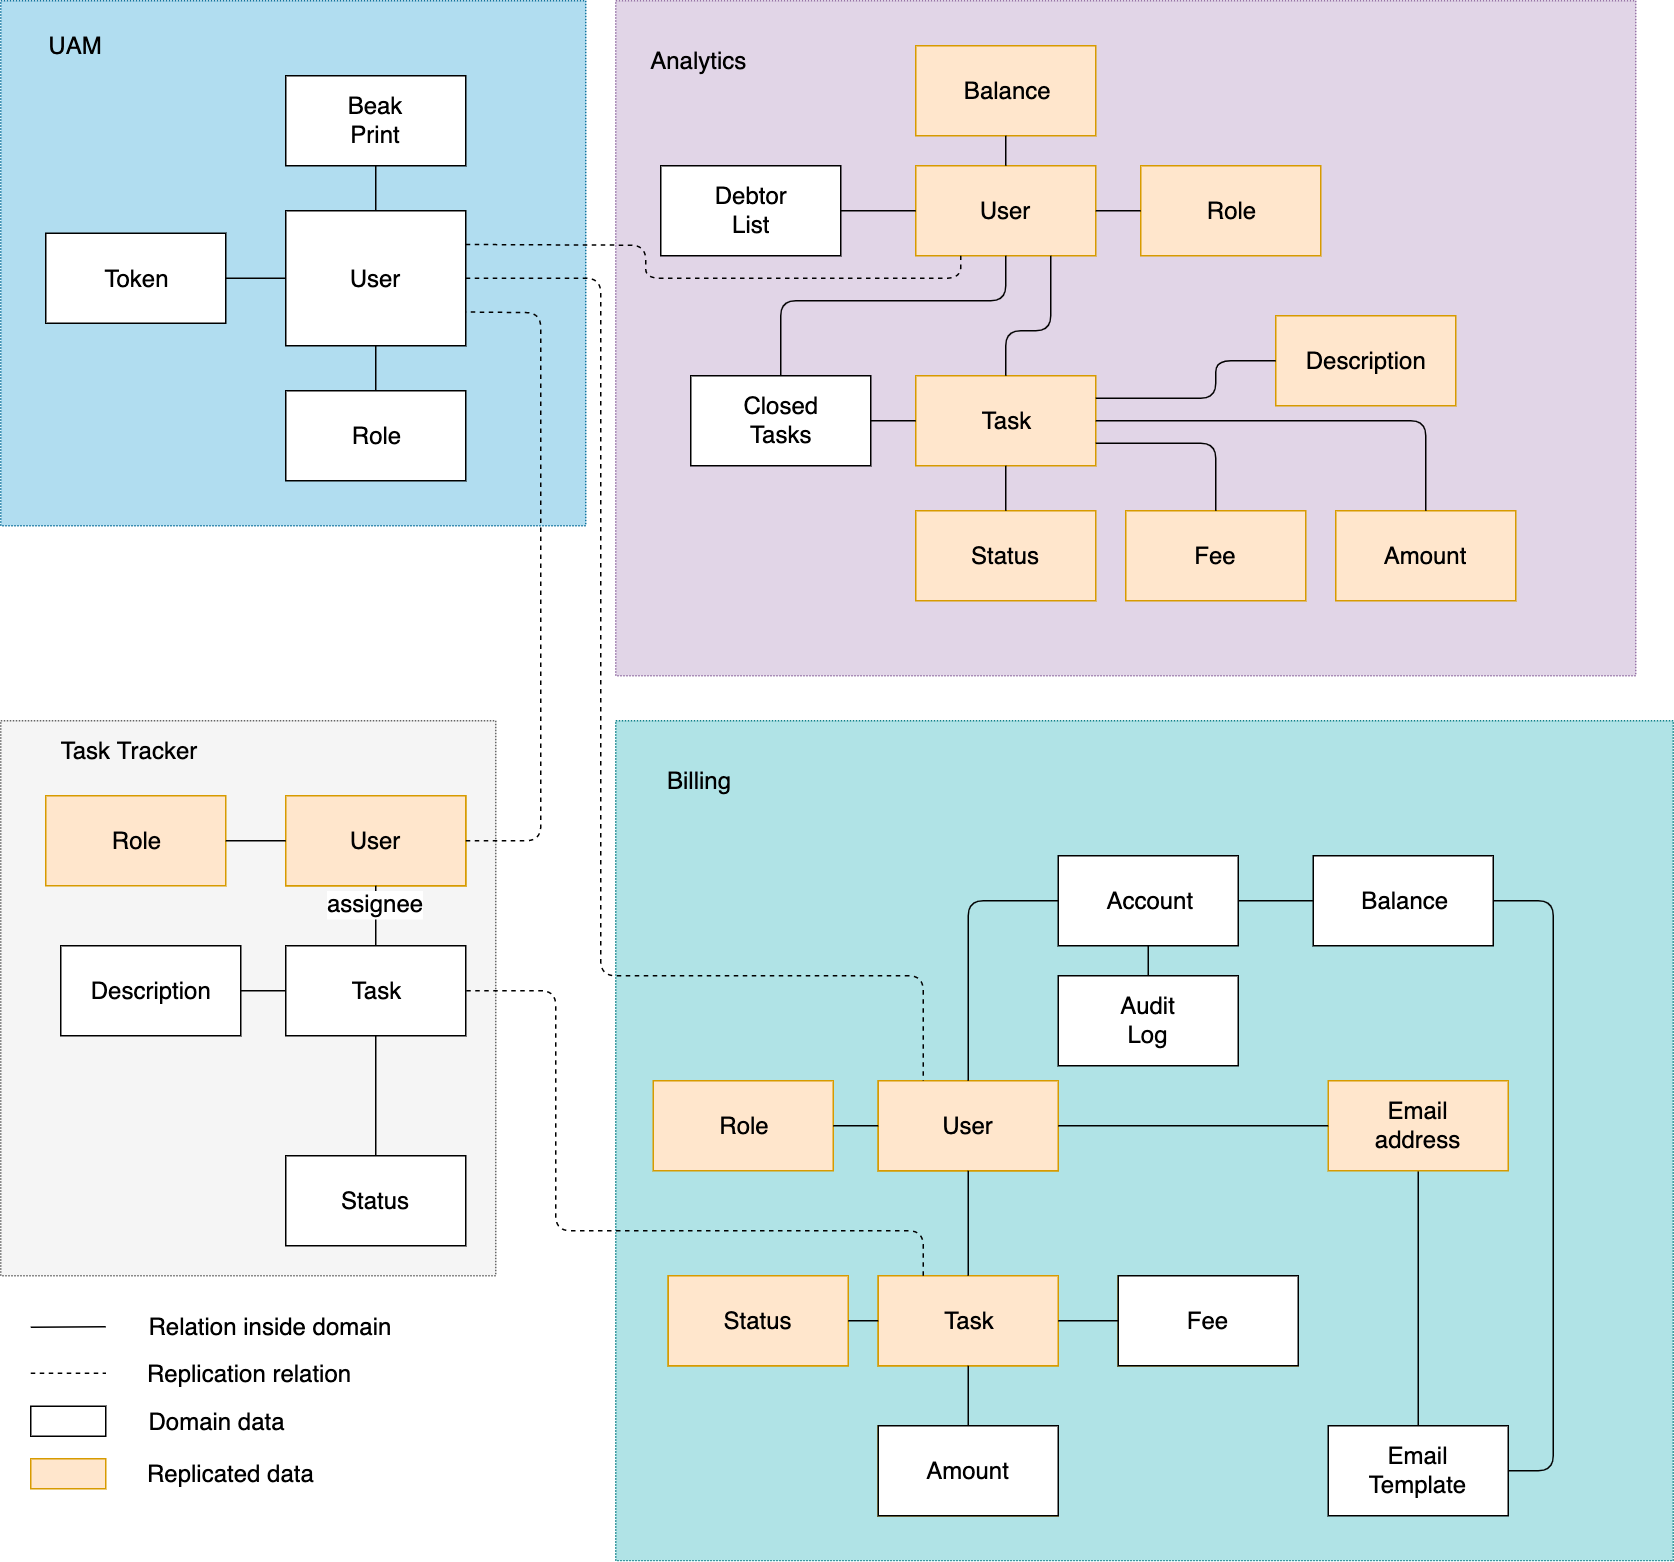 UAM
Beak
Print
Token
User
Role
Analytics
Balance
Debtor
List
User
Role
Description
Closed
Tasks
Task
Status
Fee
Amount
Task Tracker
Role
User
assignee
Description
Task
Status
Billing
Account
Balance
Audit
Log
Role
User
Email
address
Status
Task
Fee
Amount
Email
Template
Relation inside domain
Replication relation
Domain data
Replicated data